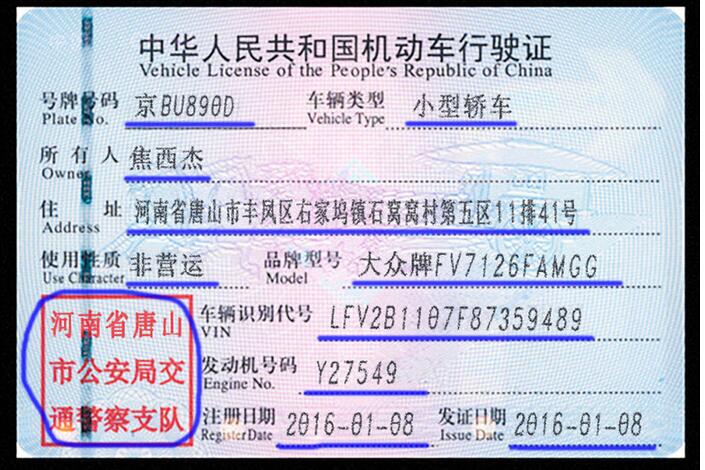 中华人民共和国机动车行驶证
Vehicle License of the People's Republic of China
号牌号码 京BU890D 车辆类型 小型轿车
Plate No. Vehicle Type
所有人 焦西杰
Owner
住址 河南省唐山市丰凤区右家坞镇石窝窝村第五区11排41号
Address
使用性质 非营运 品牌型号 大众牌FV7126FAMGG
Use Character Model
河南省唐山
市公安局交
通警察支队
车辆识别代号 LFV2B1107F87359489
VIN
发动机号码 Y27549
Engine No.
注册日期 2016-01-08 发证日期 2016-01-08
Register Date Issue Date